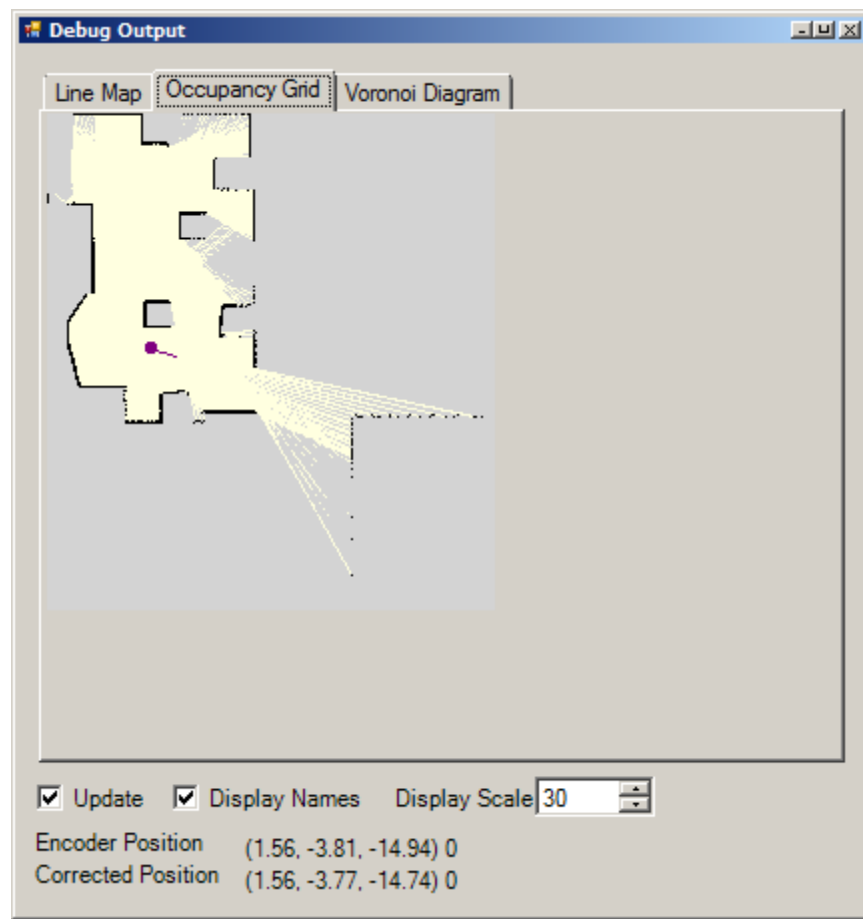 Debug Output
Line Map Occupancy Grid Voronoi Diagram
Update Display Names Display Scale 30
Encoder Position (1.56, -3.81, -14.94) 0
Corrected Position (1.56, -3.77, -14.74) 0